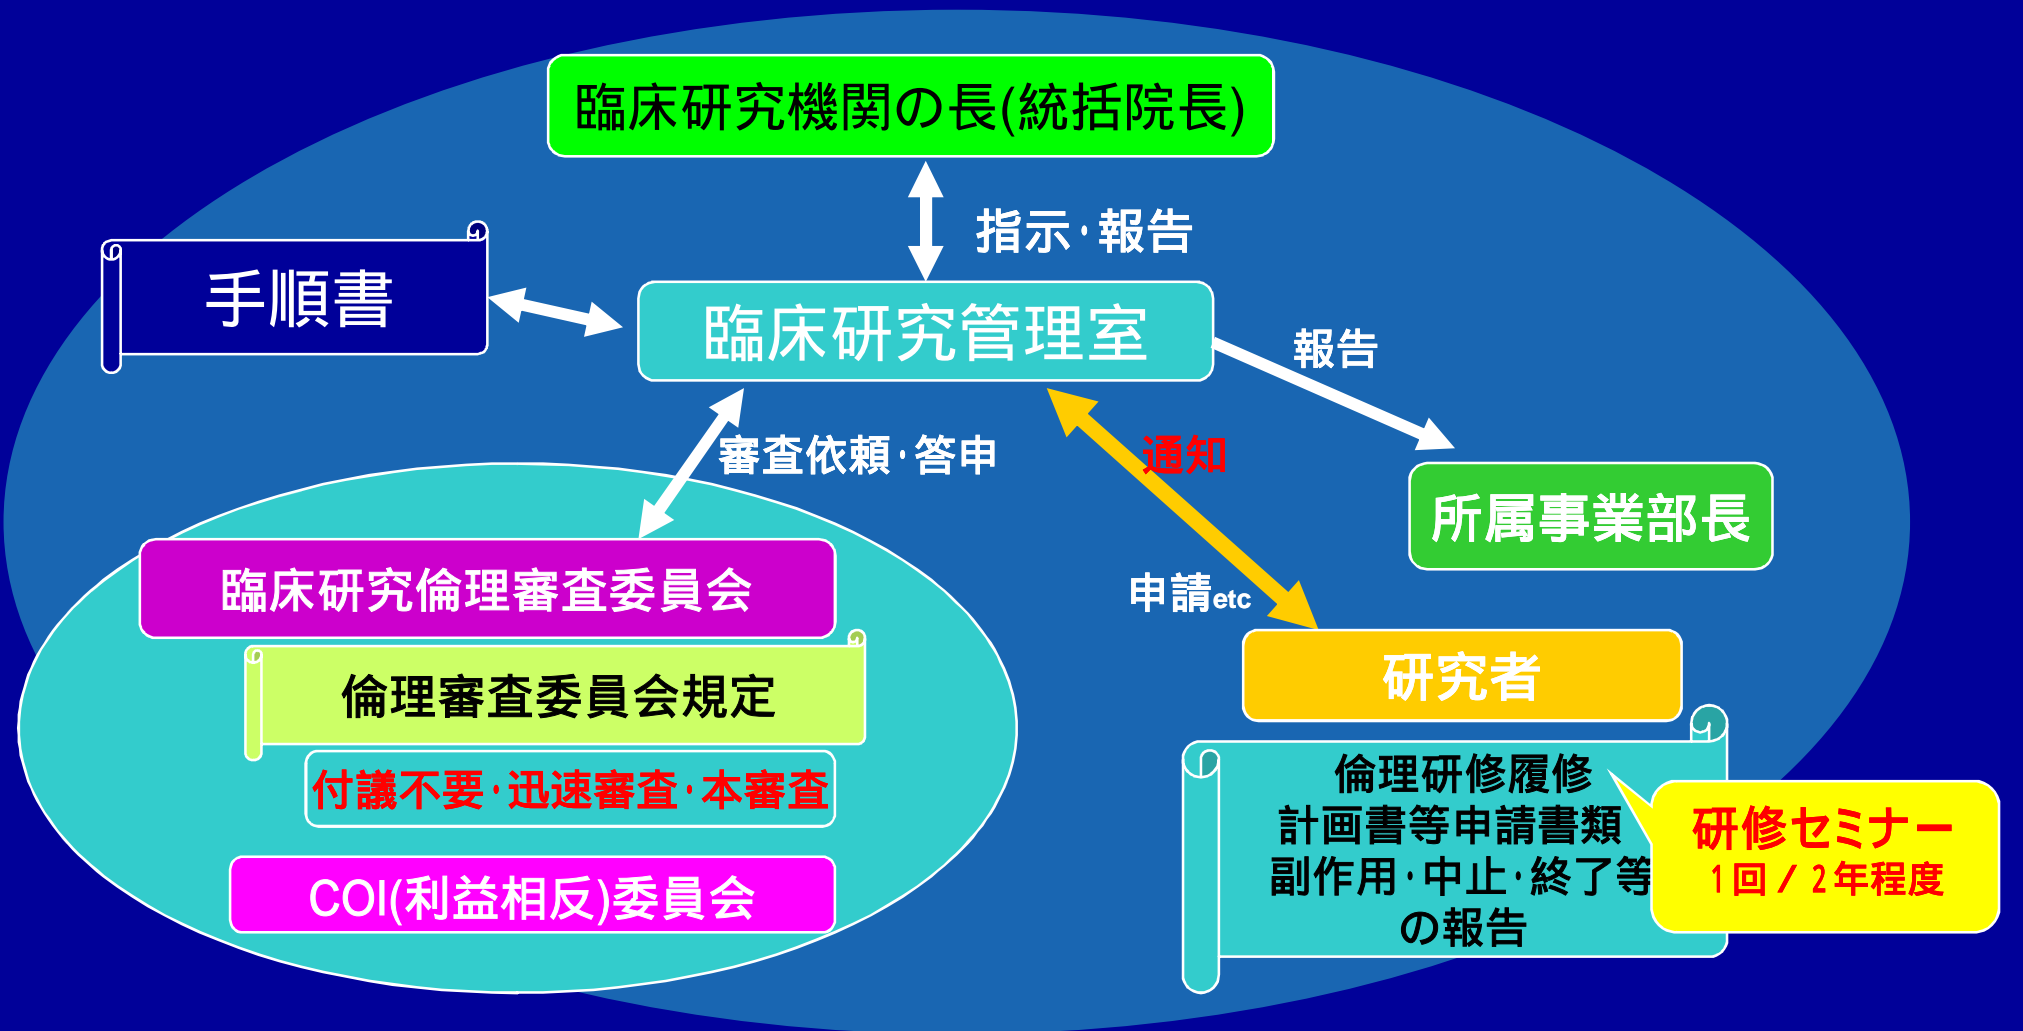 臨床研究機関の長(統括院長)
指示･報告
手順書
臨床研究管理室
報告
審査依頼･答申
通知
所属事業部長
臨床研究倫理審査委員会
申請etc
倫理審査委員会規定
研究者
付議不要･迅速審査･本審査
倫理研修履修
計画書等申請書類
副作用･中止･終了等
の報告
研修セミナー
1回/2年程度
COI(利益相反)委員会